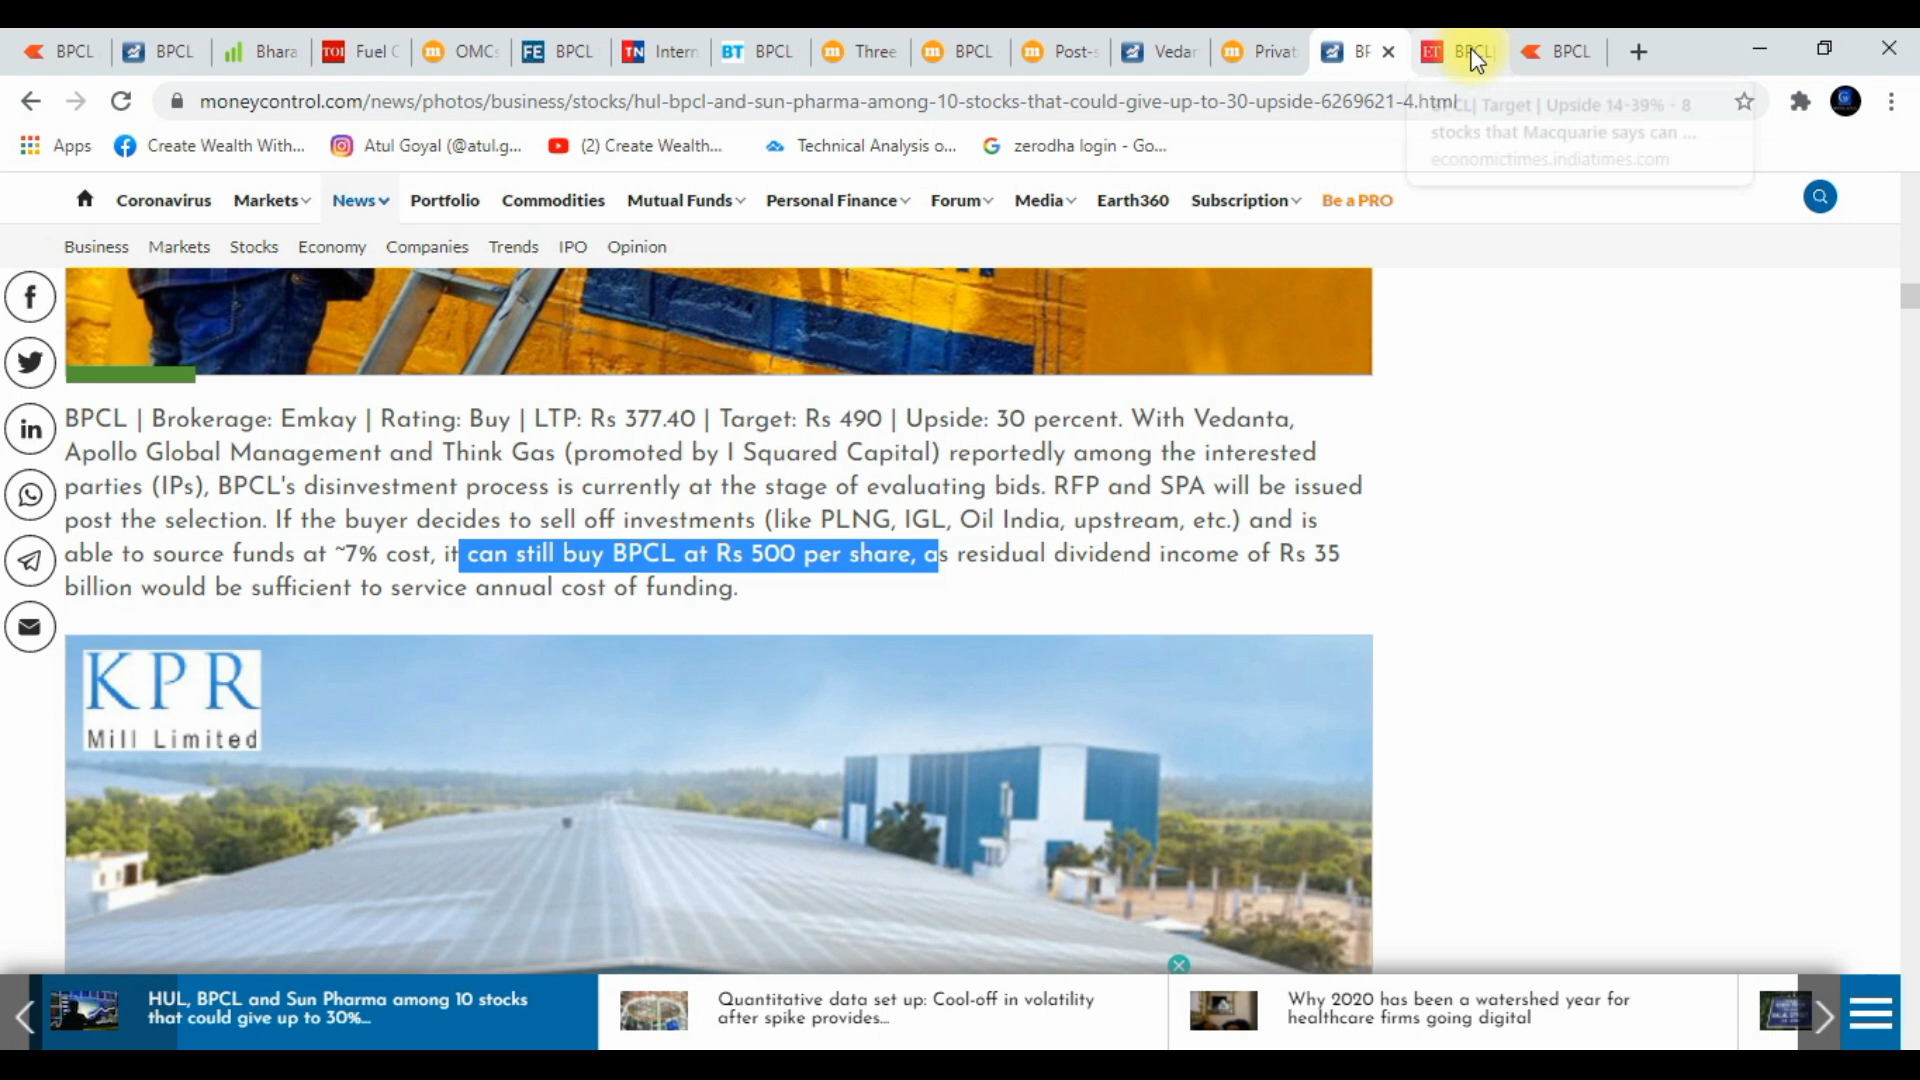 BPCL
BPCL
Bhara
TOI Fuel C
OMCs
FE BPCL
TN Intern
BT BPCL
Three
BPCL
Post-s
Vedar
Privat
BF
ET BPCL|
BPCL
moneycontrol.com/news/photos/business/stocks/hul-bpcl-and-sun-pharma-among-10-stocks-that-could-give-up-to-30-upside-6269621-4.html
BPCL| Target | Upside 14-39% - 8
stocks that Macquarie says can ...
economictimes.indiatimes.com
Apps
Create Wealth With...
Atul Goyal (@atul.g...
(2) Create Wealth...
Technical Analysis o...
zerodha login - Go...
Coronavirus Markets News Portfolio Commodities Mutual Funds Personal Finance Forum Media Earth360 Subscription Be a PRO
Business Markets Stocks Economy Companies Trends IPO Opinion
BPCL | Brokerage: Emkay | Rating: Buy | LTP: Rs 377.40 | Target: Rs 490 | Upside: 30 percent. With Vedanta,
Apollo Global Management and Think Gas (promoted by I Squared Capital) reportedly among the interested
parties (IPs), BPCL's disinvestment process is currently at the stage of evaluating bids. RFP and SPA will be issued
post the selection. If the buyer decides to sell off investments (like PLNG, IGL, Oil India, upstream, etc.) and is
able to source funds at ~7% cost, it can still buy BPCL at Rs 500 per share, as residual dividend income of Rs 35
billion would be sufficient to service annual cost of funding.
KPR
Mill Limited
HUL, BPCL and Sun Pharma among 10 stocks
that could give up to 30%...
Quantitative data set up: Cool-off in volatility
after spike provides...
Why 2020 has been a watershed year for
healthcare firms going digital